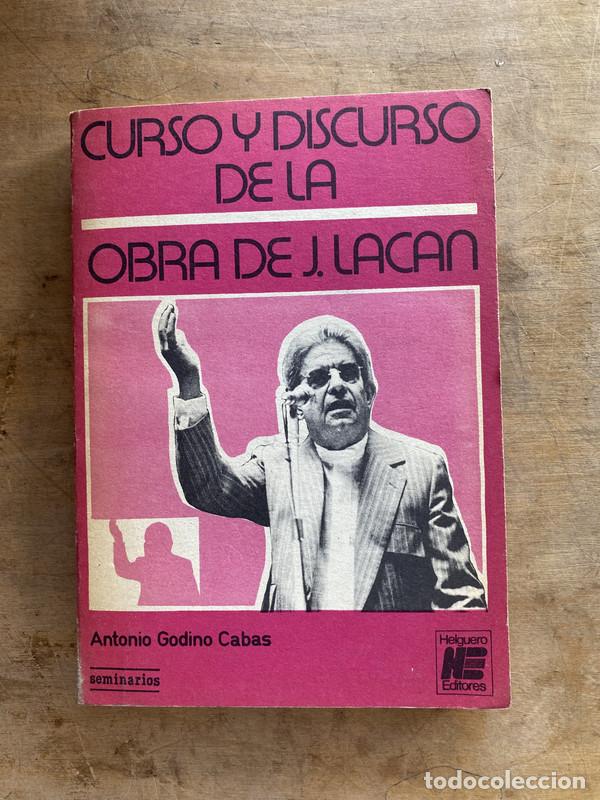 CURSO Y DISCURSO
DE LA
OBRA DE J. LACAN
Antonio Godino Cabas
seminarios
Helguero
HE
Editores
todocoleccion